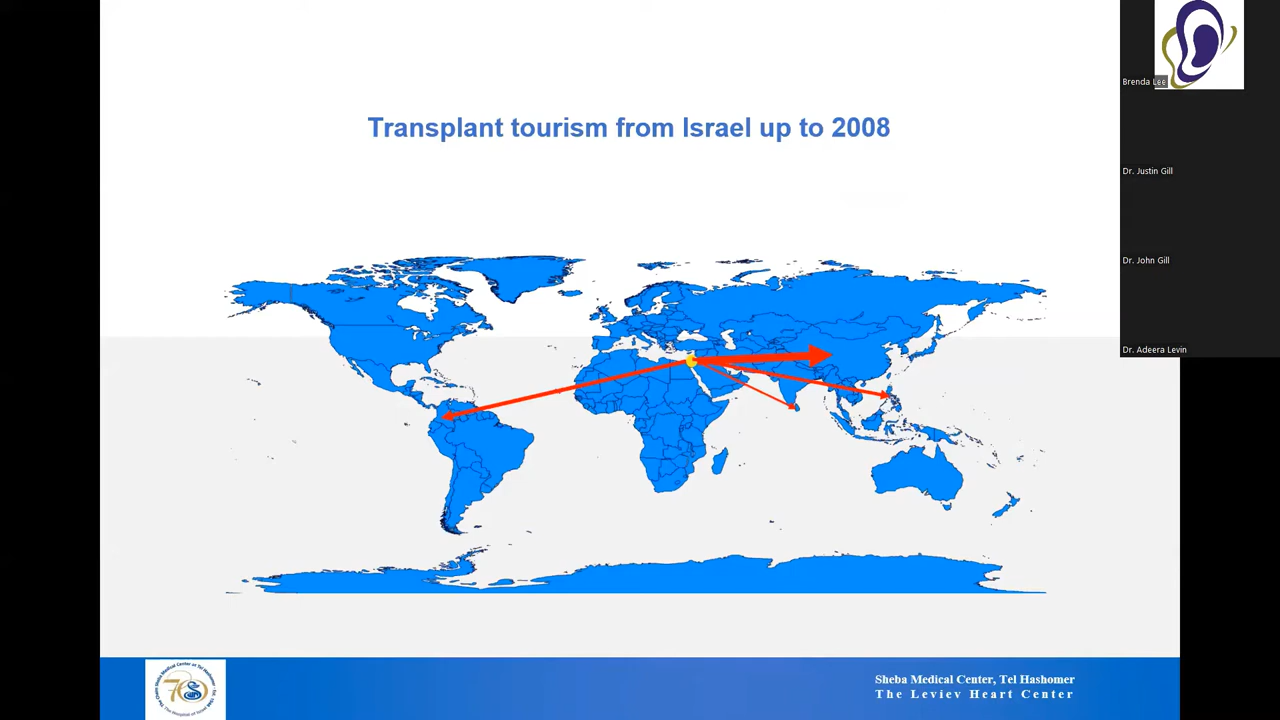 Transplant tourism from Israel up to 2008
Brenda Lee
Dr. Justin Gill
Dr. John Gill
Dr. Adeera Levin
Sheba Medical Center, Tel Hashomer
The Leviev Heart Center